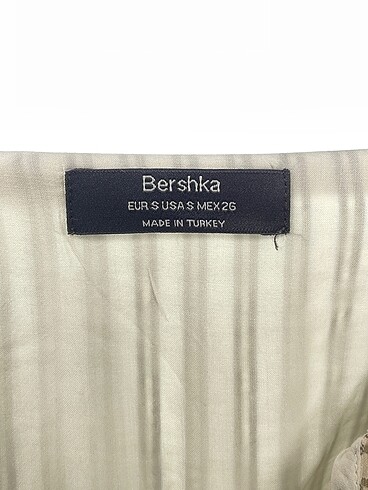 Bershka
EUR S USA S MEX 26
MADE IN TURKEY